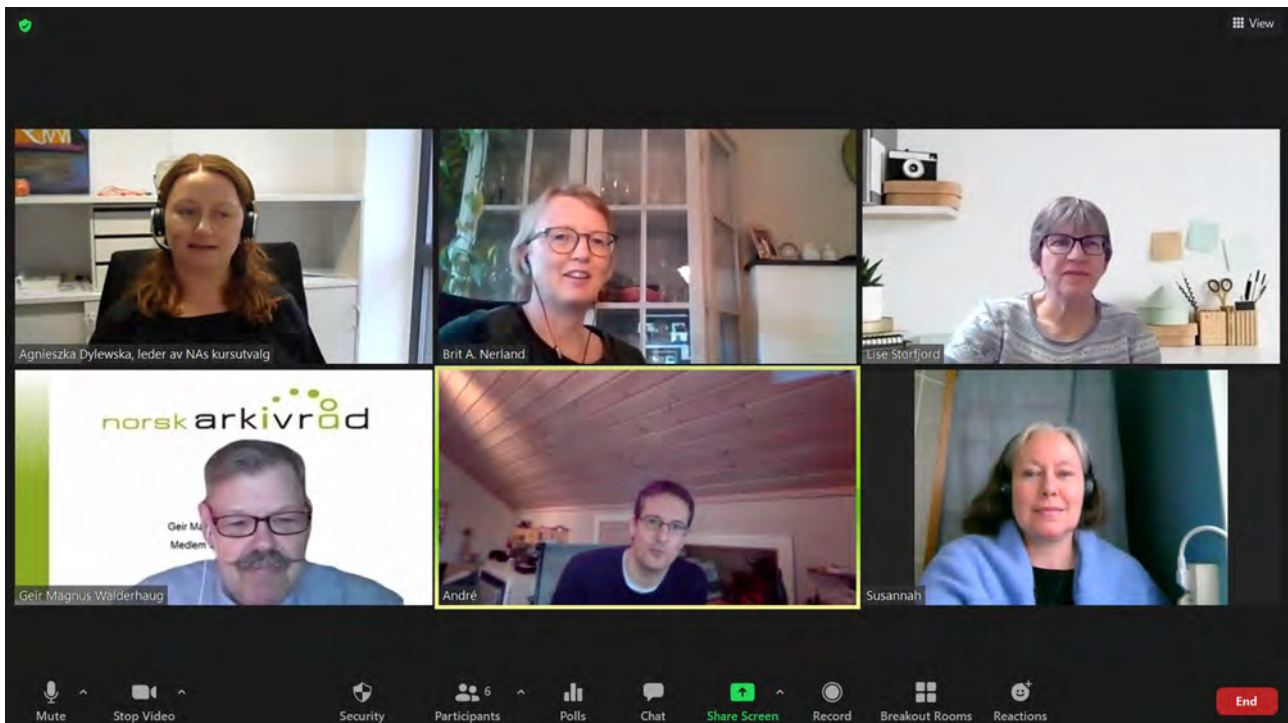 View
Agnieszka Dylewska, leder av NAs kursutvalg
Brit A. Nerland
Lise Storfjord
norsk arkivråd
Geir Ma
Medlem
Geir Magnus Walderhaug
André
Susannah
Mute
Stop Video
Security
Participants
6
Polls
Chat
Share Screen
Record
Breakout Rooms
Reactions
End